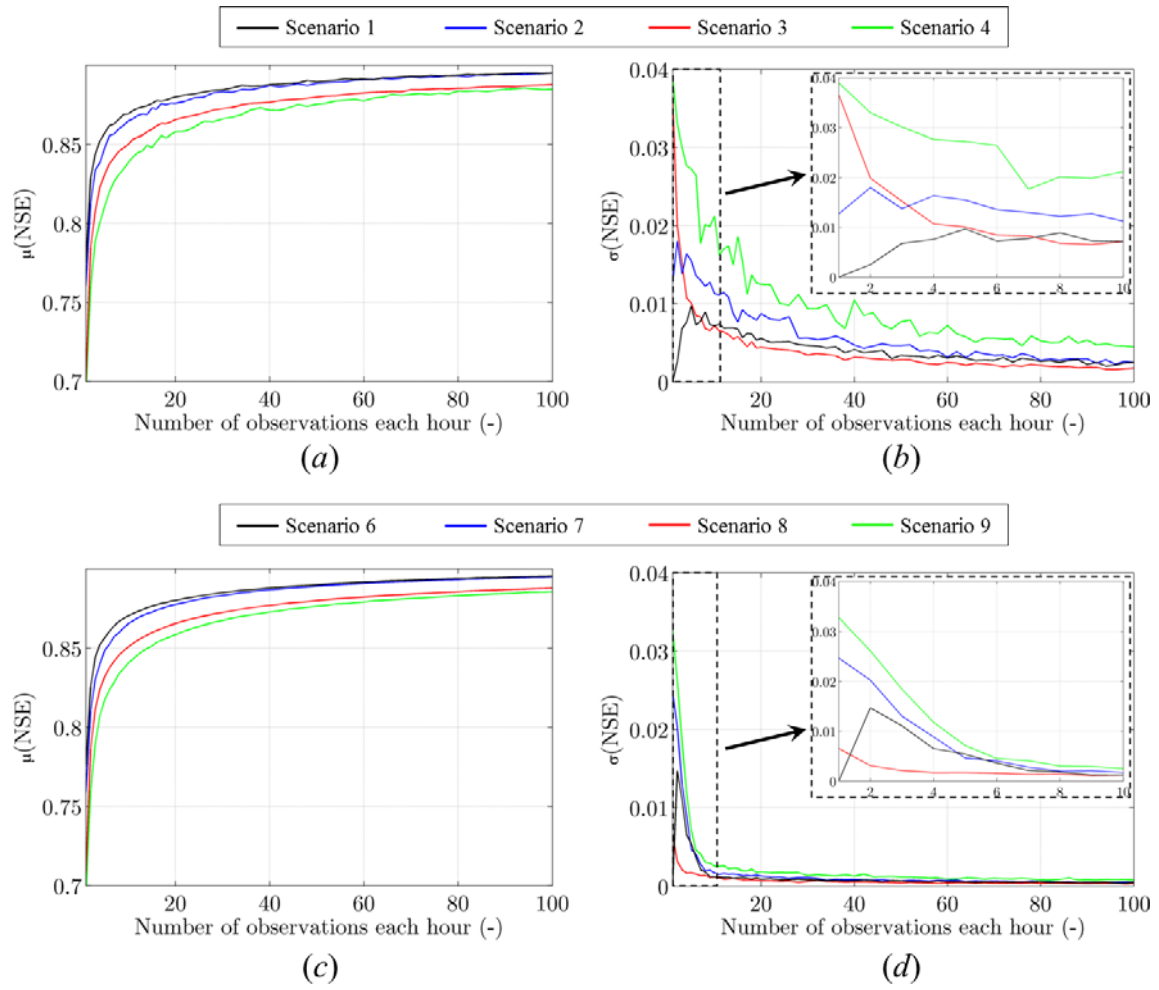 Scenario 1 Scenario 2 Scenario 3 Scenario 4
μ(NSE)
0.85
0.8
0.75
0.7
20 40 60 80 100
Number of observations each hour (-)
(a)
σ(NSE)
0.04
0.03
0.02
0.01
0
20 40 60 80 100
Number of observations each hour (-)
0.04
0.03
0.02
0.01
0
2 4 6 8 10
(b)
Scenario 6 Scenario 7 Scenario 8 Scenario 9
μ(NSE)
0.85
0.8
0.75
0.7
20 40 60 80 100
Number of observations each hour (-)
(c)
σ(NSE)
0.04
0.03
0.02
0.01
0
20 40 60 80 100
Number of observations each hour (-)
0.04
0.03
0.02
0.01
0
2 4 6 8 10
(d)